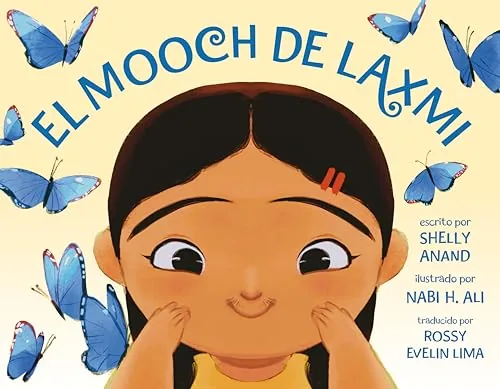 EL MOOCH DE LAXMI
escrito por
SHELLY
ANAND
ilustrado por
NABI H. ALI
traducido por
ROSSY
EVELIN LIMA